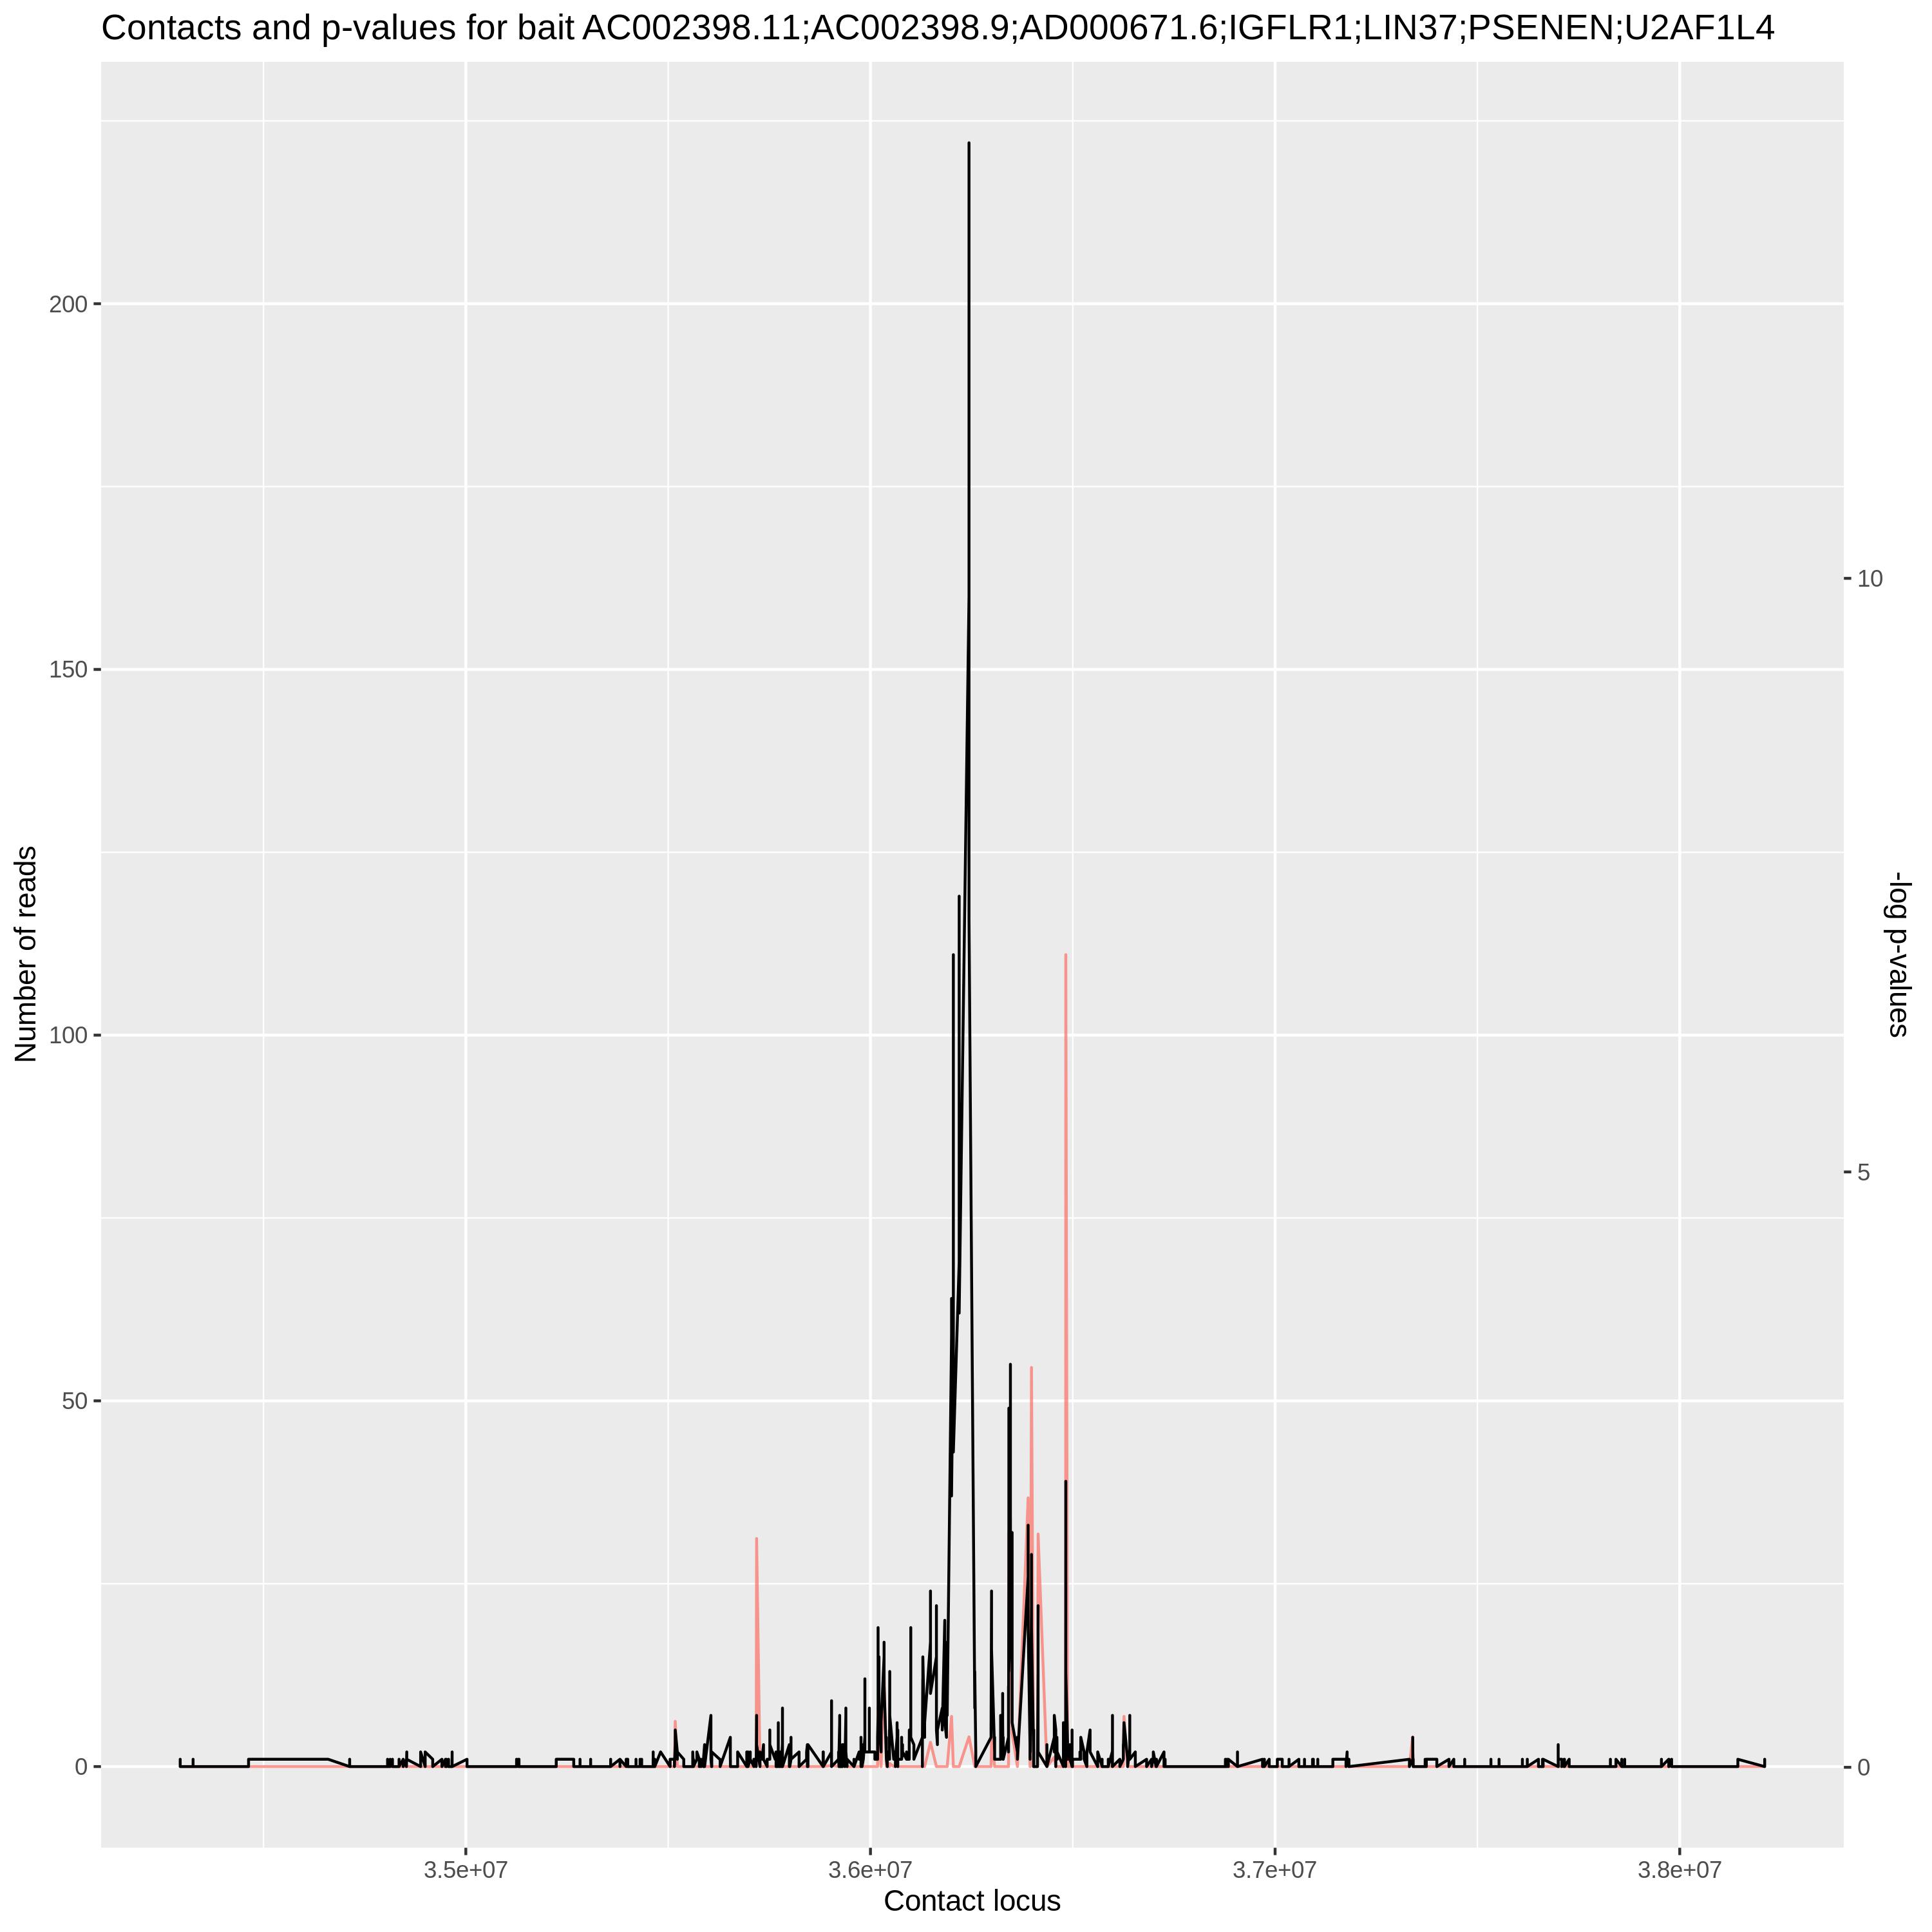 Contacts and p-values for bait AC002398.11;AC002398.9;AD000671.6;IGFLR1;LIN37;PSENEN;U2AF1L4
200
150
100
50
0
Number of reads
10
5
0
-log p-values
3.5e+07 3.6e+07 3.7e+07 3.8e+07
Contact locus